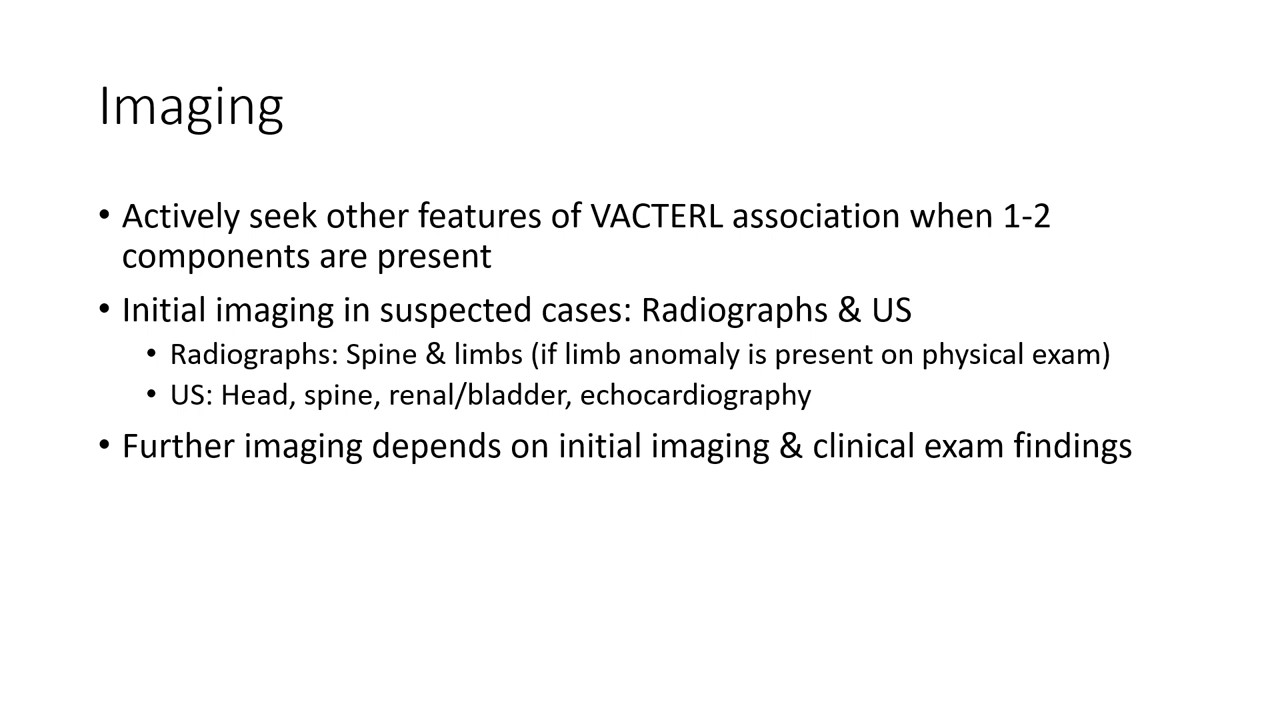 Imaging
• Actively seek other features of VACTERL association when 1-2
components are present
• Initial imaging in suspected cases: Radiographs & US
• Radiographs: Spine & limbs (if limb anomaly is present on physical exam)
• US: Head, spine, renal/bladder, echocardiography
• Further imaging depends on initial imaging & clinical exam findings